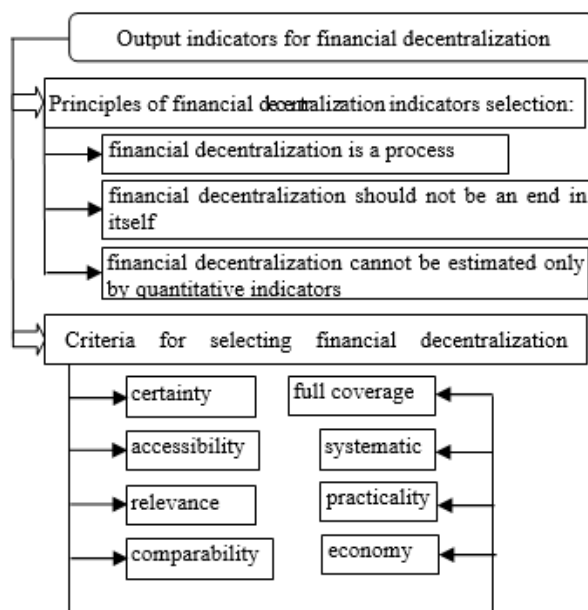 Output indicators for financial decentralization
Principles of financial decentralization indicators selection:
financial decentralization is a process
financial decentralization should not be an end in
itself
financial decentralization cannot be estimated only
by quantitative indicators
Criteria for selecting financial decentralization
certainty
full coverage
accessibility
systematic
relevance
practicality
comparability
economy